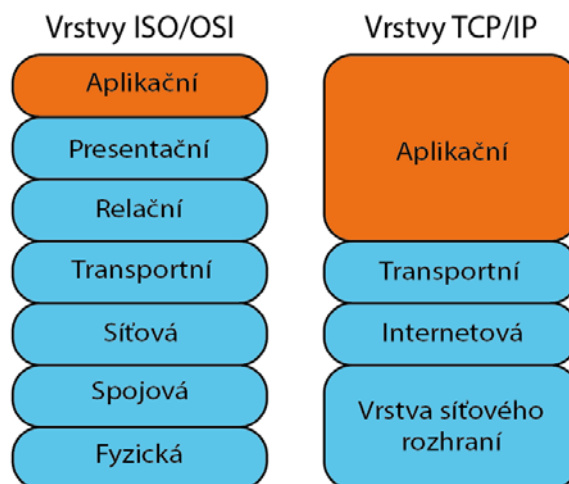 Vrstvy ISO/OSI
Aplikační
Presentační
Relační
Transportní
Síťová
Spojová
Fyzická
Vrstvy TCP/IP
Aplikační
Transportní
Internetová
Vrstva síťového
rozhraní